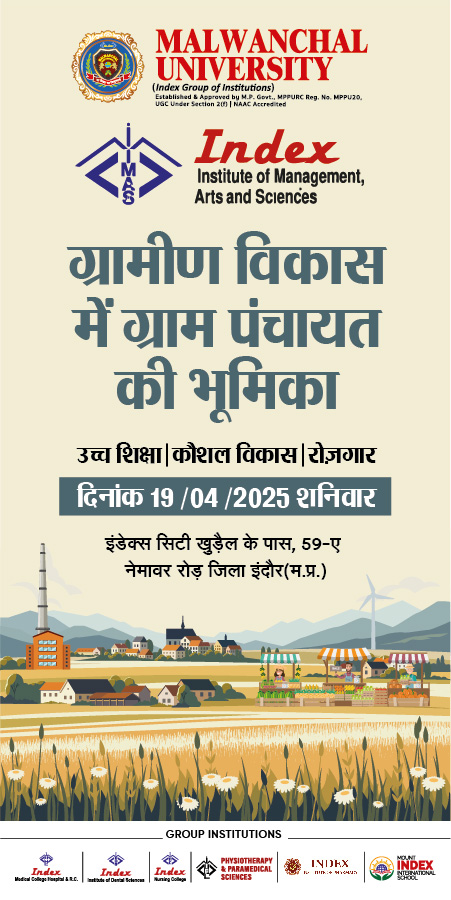 MALWANCHAL
UNIVERSITY
(Index Group of Institutions)
Established & Approved by M.P. Govt., MPPURC Reg. No. MPPU20,
UGC Under Section 2(f) | NAAC Accredited
IIMAS
Index
Institute of Management,
Arts and Sciences
ग्रामीण विकास
में ग्राम पंचायत
की भूमिका
उच्च शिक्षा|कौशल विकास|रोज़गार
दिनांक 19 /04 /2025 शनिवार
इंडेक्स सिटी खुड़ैल के पास, 59-ए
नेमावर रोड़ जिला इंदौर(म.प्र.)
GROUP INSTITUTIONS
Index
Medical College Hospital & R.C.
Index
Institute of Dental Sciences
Index
Nursing College
PHYSIOTHERAPY
& PARAMEDICAL
SCIENCES
INDEX
MOUNT
INDEX
INTERNATIONAL
SCHOOL